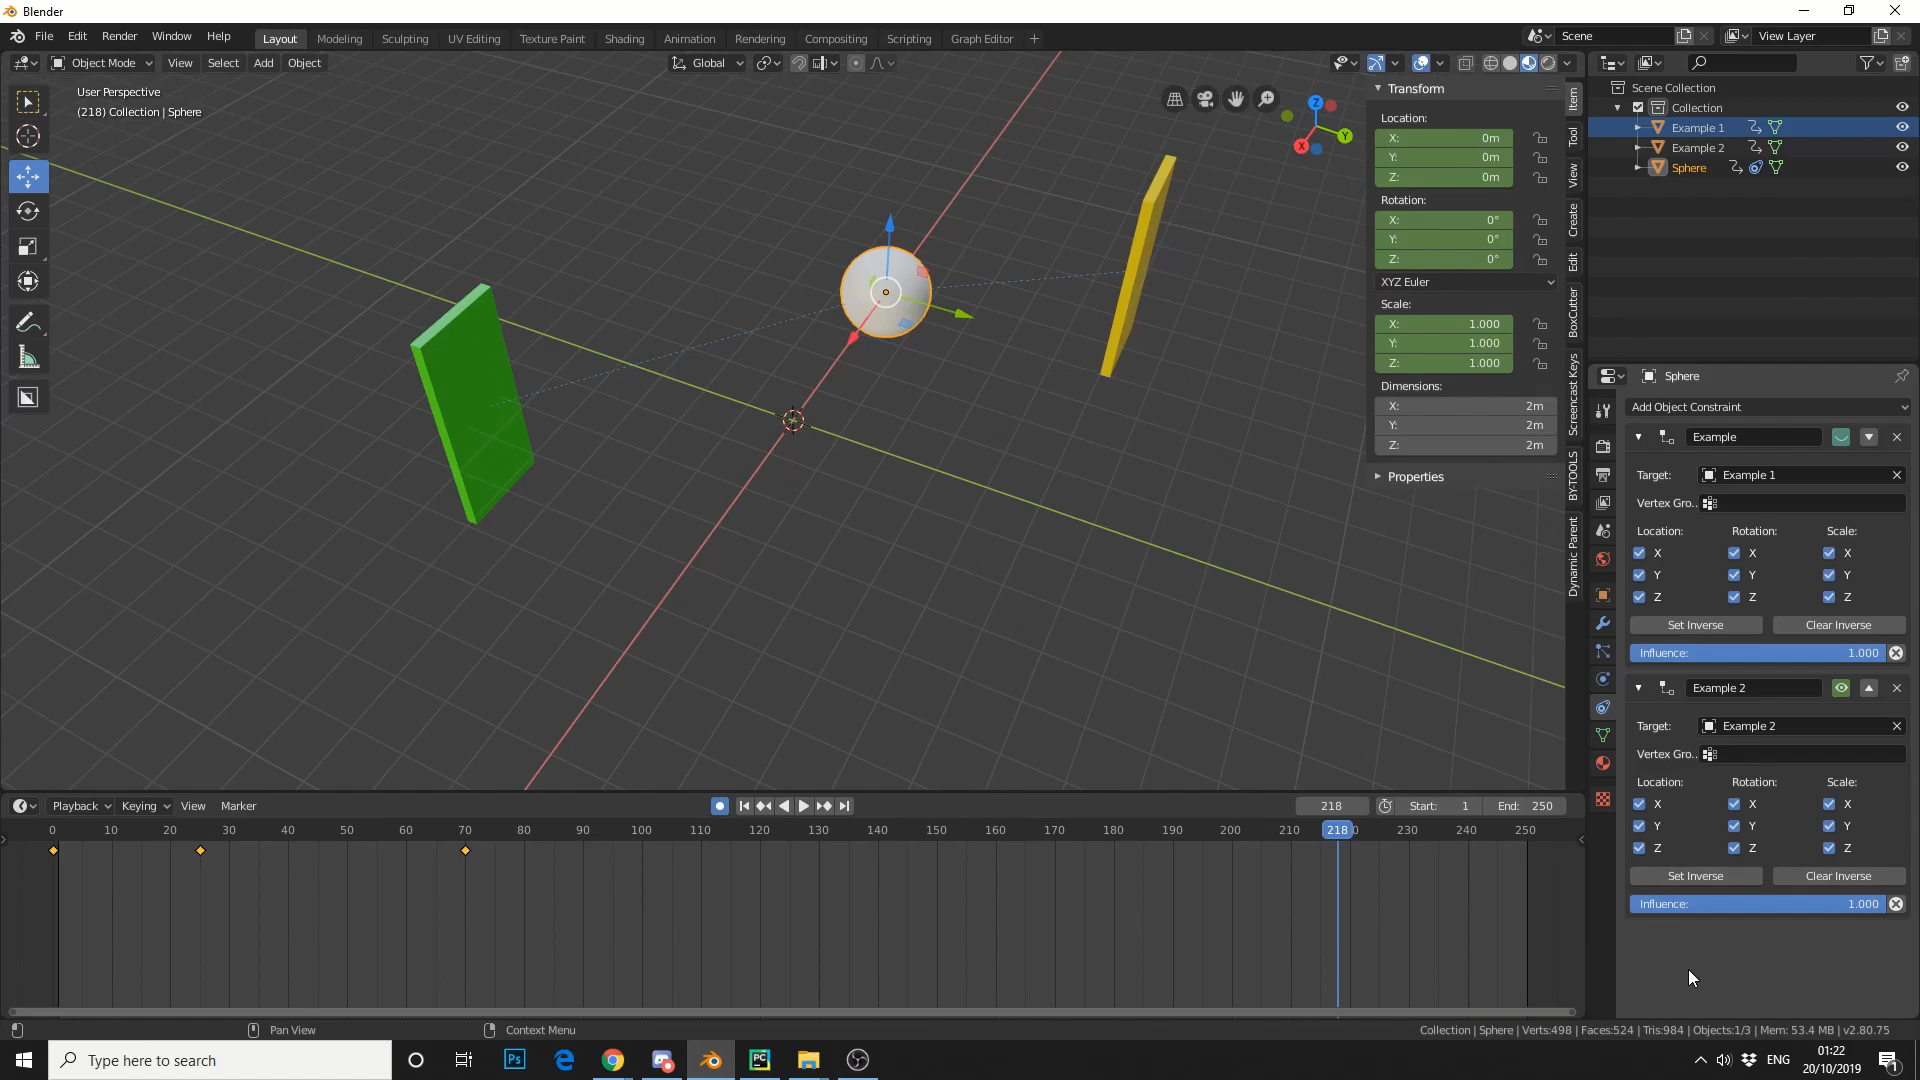 Blender
File Edit Render Window Help
Layout Modeling Sculpting UV Editing Texture Paint Shading Animation Rendering Compositing Scripting Graph Editor +
Scene
View Layer
Object Mode View Select Add Object
Global
User Perspective
(218) Collection | Sphere
Z
Y
X
Transform
Location:
X: 0m
Y: 0m
Z: 0m
Rotation:
X: 0°
Y: 0°
Z: 0°
XYZ Euler
Scale:
X: 1.000
Y: 1.000
Z: 1.000
Dimensions:
X: 2m
Y: 2m
Z: 2m
Properties
Item
Tool
View
Create
Edit
BoxCutter
Screencast Keys
BY-TOOLS
Dynamic Parent
Scene Collection
Collection
Example 1
Example 2
Sphere
Sphere
Add Object Constraint
Example
Target: Example 1
Vertex Gro..
Location: Rotation: Scale:
X X X
Y Y Y
Z Z Z
Set Inverse Clear Inverse
Influence: 1.000
Example 2
Target: Example 2
Vertex Gro..
Location: Rotation: Scale:
X X X
Y Y Y
Z Z Z
Set Inverse Clear Inverse
Influence: 1.000
Playback Keying View Marker
218 Start: 1 End: 250
0 10 20 30 40 50 60 70 80 90 100 110 120 130 140 150 160 170 180 190 200 210 218 0 230 240 250
Pan View
Context Menu
Collection | Sphere | Verts:498 | Faces:524 | Tris:984 | Objects:1/3 | Mem: 53.4 MB | v2.80.75
Type here to search
Ps
PC
ENG
01:22
20/10/2019
1